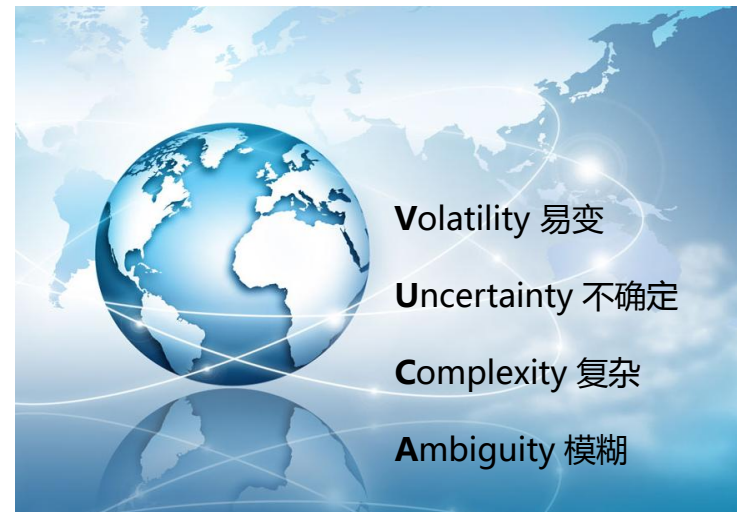 Volatility 易变
Uncertainty 不确定
Complexity 复杂
Ambiguity 模糊